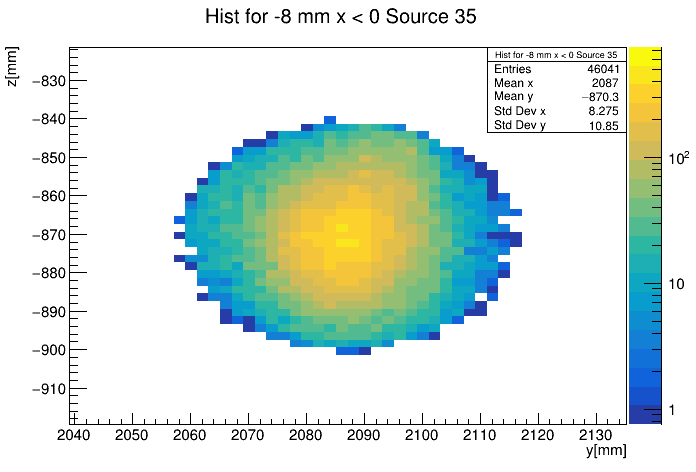 Hist for -8 mm x < 0 Source 35
z[mm]
Hist for -8 mm x < 0 Source 35
Entries 46041
Mean x 2087
Mean y −870.3
Std Dev x 8.275
Std Dev y 10.85
−830
−840
−850
−860
−870
−880
−890
−900
−910
10²
10
1
2040 2050 2060 2070 2080 2090 2100 2110 2120 2130
y[mm]